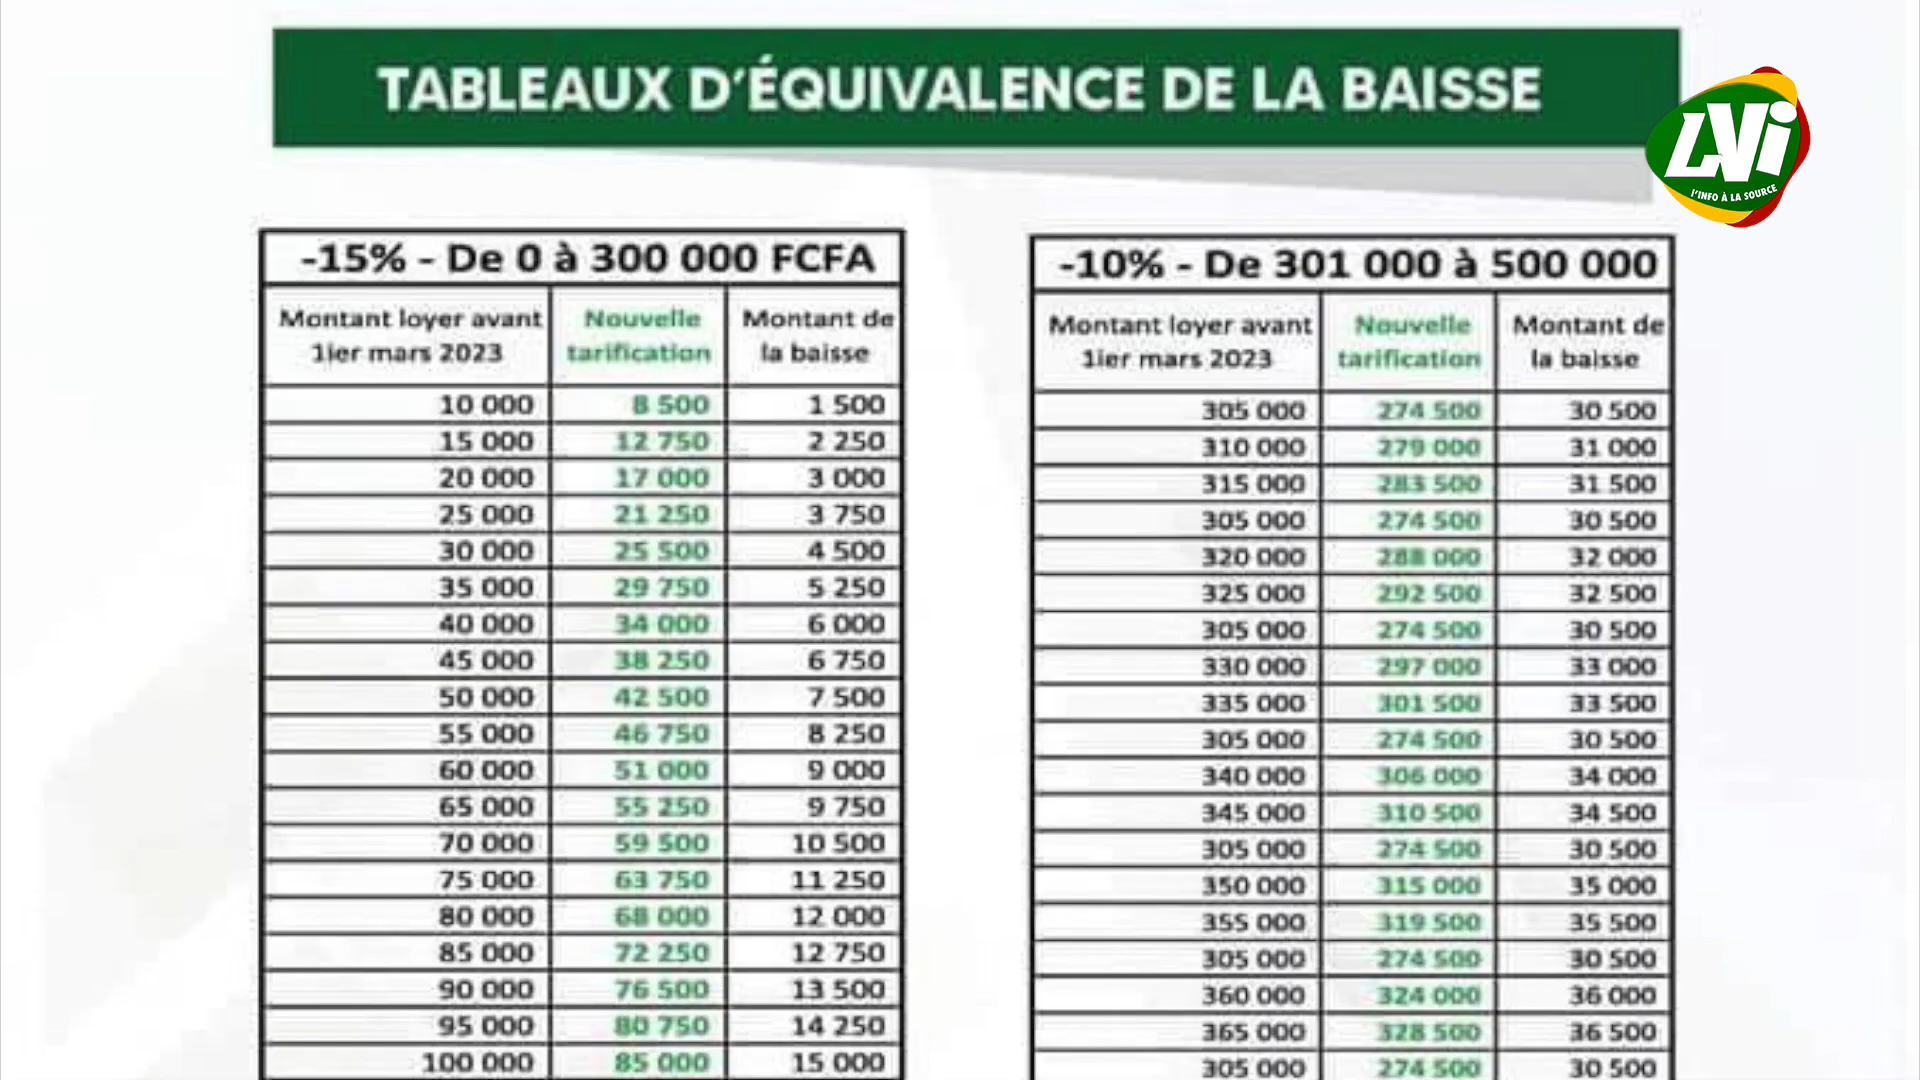 TABLEAUX D'ÉQUIVALENCE DE LA BAISSE
LVi
L'INFO À LA SOURCE
-15% - De 0 à 300 000 FCFA
Montant loyer avant 1ier mars 2023 Nouvelle tarification Montant de la baisse
10 000 8 500 1 500
15 000 12 750 2 250
20 000 17 000 3 000
25 000 21 250 3 750
30 000 25 500 4 500
35 000 29 750 5 250
40 000 34 000 6 000
45 000 38 250 6 750
50 000 42 500 7 500
55 000 46 750 8 250
60 000 51 000 9 000
65 000 55 250 9 750
70 000 59 500 10 500
75 000 63 750 11 250
80 000 68 000 12 000
85 000 72 250 12 750
90 000 76 500 13 500
95 000 80 750 14 250
100 000 85 000 15 000
-10% - De 301 000 à 500 000
Montant loyer avant 1ier mars 2023 Nouvelle tarification Montant de la baisse
305 000 274 500 30 500
310 000 279 000 31 000
315 000 283 500 31 500
305 000 274 500 30 500
320 000 288 000 32 000
325 000 292 500 32 500
305 000 274 500 30 500
330 000 297 000 33 000
335 000 301 500 33 500
305 000 274 500 30 500
340 000 306 000 34 000
345 000 310 500 34 500
305 000 274 500 30 500
350 000 315 000 35 000
355 000 319 500 35 500
305 000 274 500 30 500
360 000 324 000 36 000
365 000 328 500 36 500
305 000 274 500 30 500